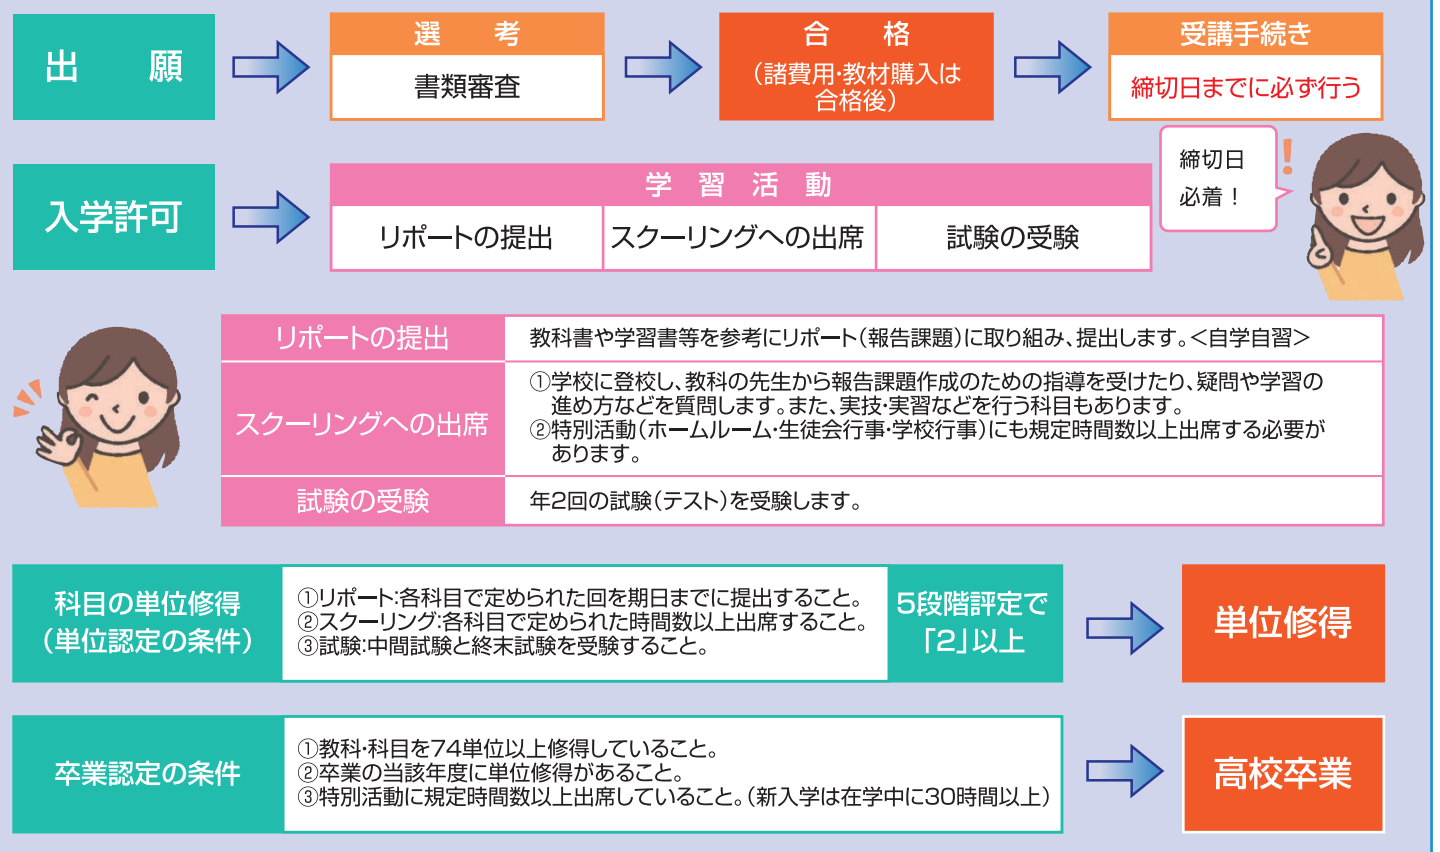 出　願
選　考
書類審査
合　格
（諸費用・教材購入は
合格後）
受講手続き
締切日までに必ず行う
締切日
必着！
入学許可
学　習　活　動
リポートの提出
スクーリングへの出席
試験の受験
リポートの提出
教科書や学習書等を参考にリポート（報告課題）に取り組み、提出します。＜自学自習＞
スクーリングへの出席
①学校に登校し、教科の先生から報告課題作成のための指導を受けたり、疑問や学習の
進め方などを質問します。また、実技・実習などを行う科目もあります。
②特別活動（ホームルーム・生徒会行事・学校行事）にも規定時間数以上出席する必要が
あります。
試験の受験
年2回の試験（テスト）を受験します。
科目の単位修得
（単位認定の条件）
①リポート：各科目で定められた回を期日までに提出すること。
②スクーリング：各科目で定められた時間数以上出席すること。
③試験：中間試験と終末試験を受験すること。
5段階評定で
「2」以上
単位修得
卒業認定の条件
①教科・科目を74単位以上修得していること。
②卒業の当該年度に単位修得があること。
③特別活動に規定時間数以上出席していること。（新入学は在学中に30時間以上）
高校卒業